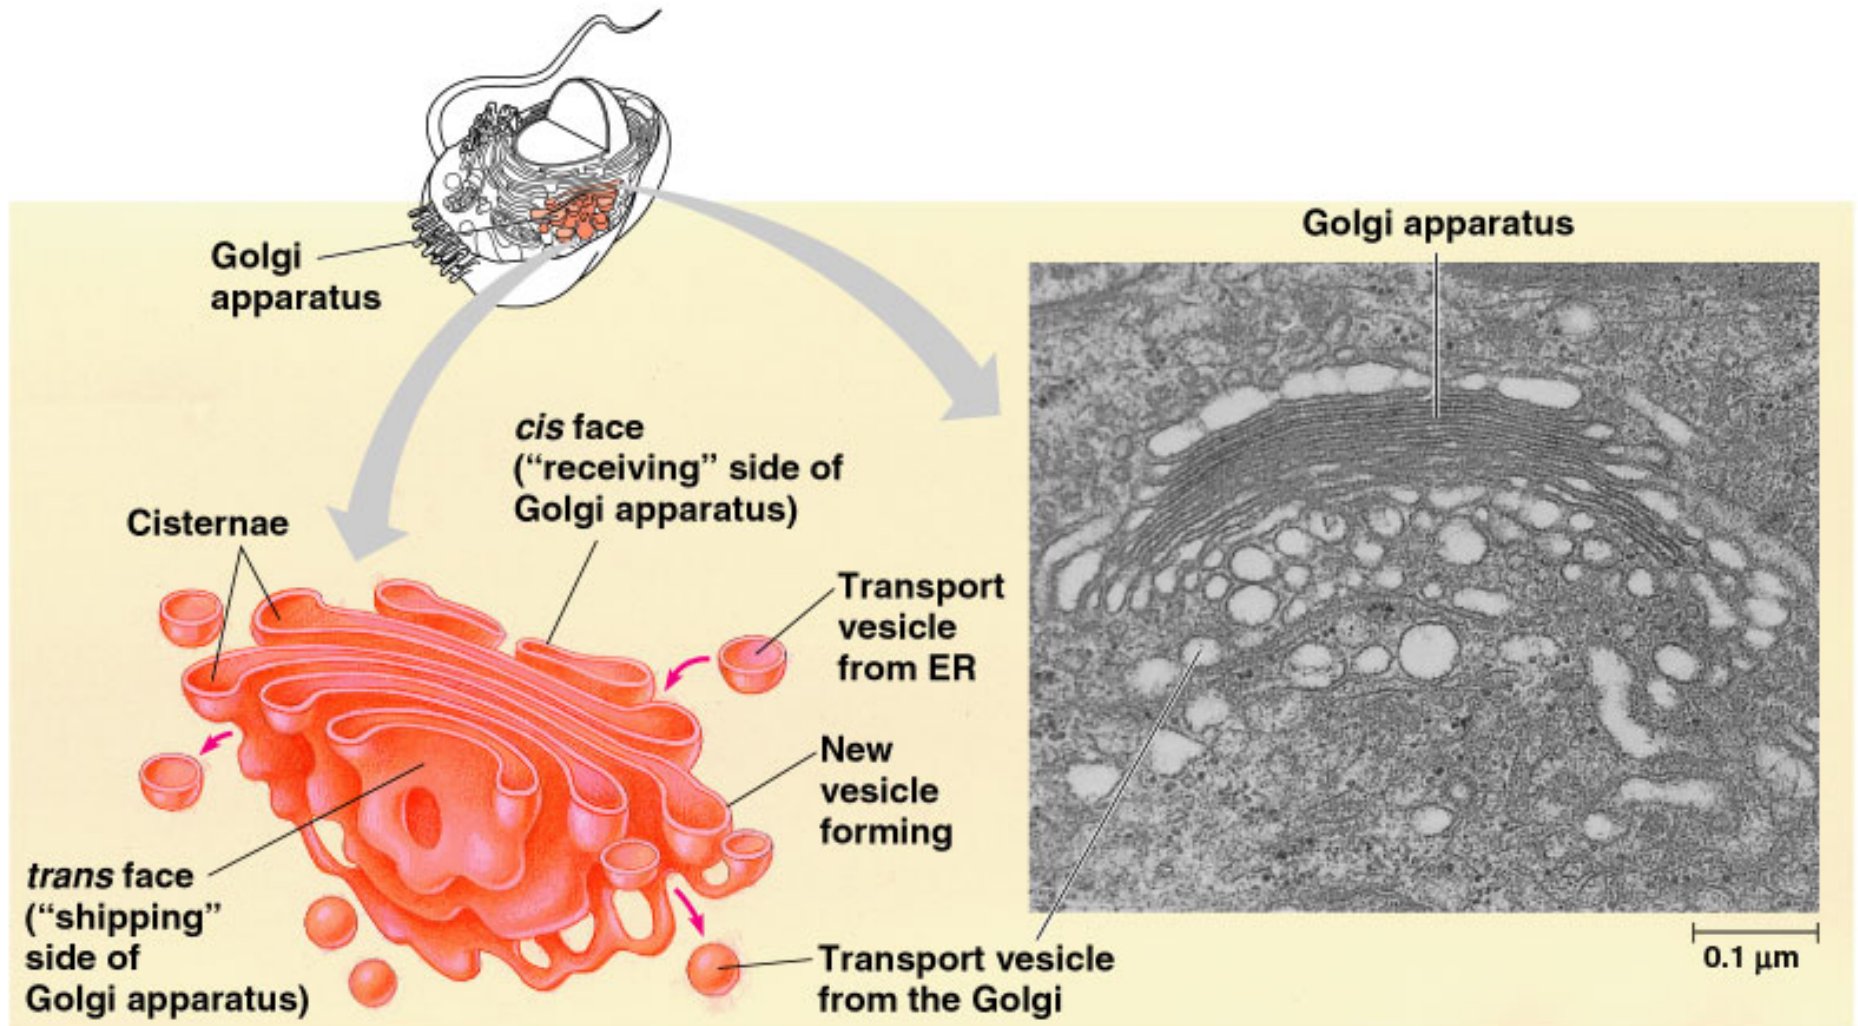 Golgi apparatus
Golgi
apparatus
cis face
(“receiving” side of
Golgi apparatus)
Cisternae
Transport
vesicle
from ER
New
vesicle
forming
trans face
(“shipping”
side of
Golgi apparatus)
Transport vesicle
from the Golgi
0.1 μm